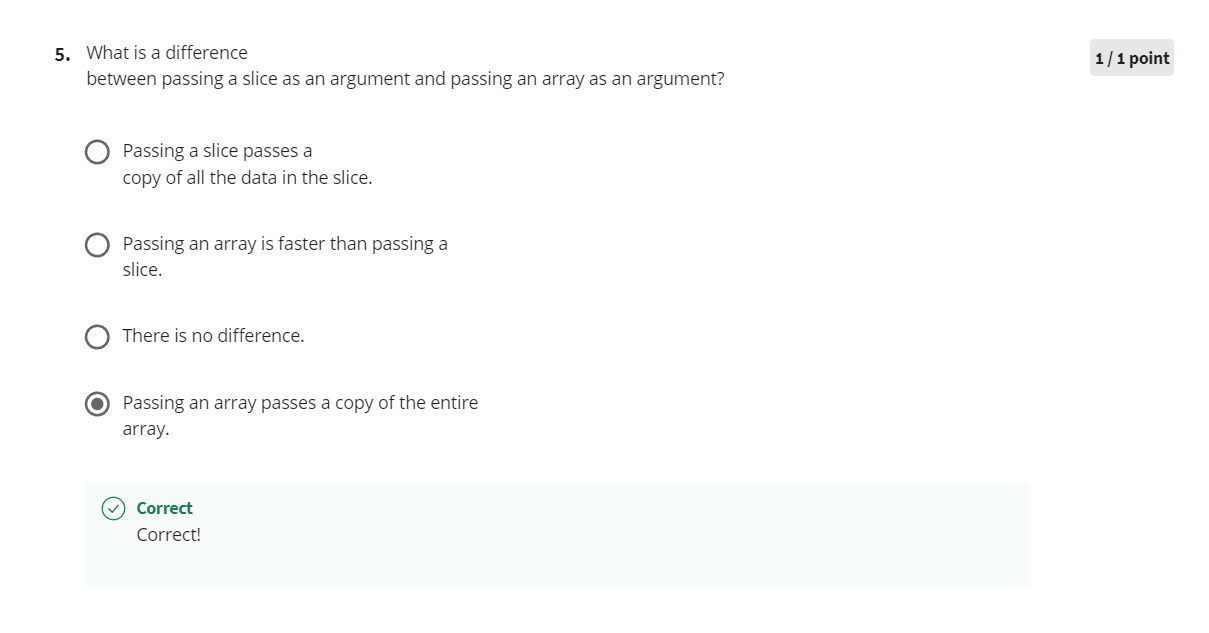 5. What is a difference
between passing a slice as an argument and passing an array as an argument?
1 / 1 point
Passing a slice passes a
copy of all the data in the slice.
Passing an array is faster than passing a
slice.
There is no difference.
Passing an array passes a copy of the entire
array.
Correct
Correct!